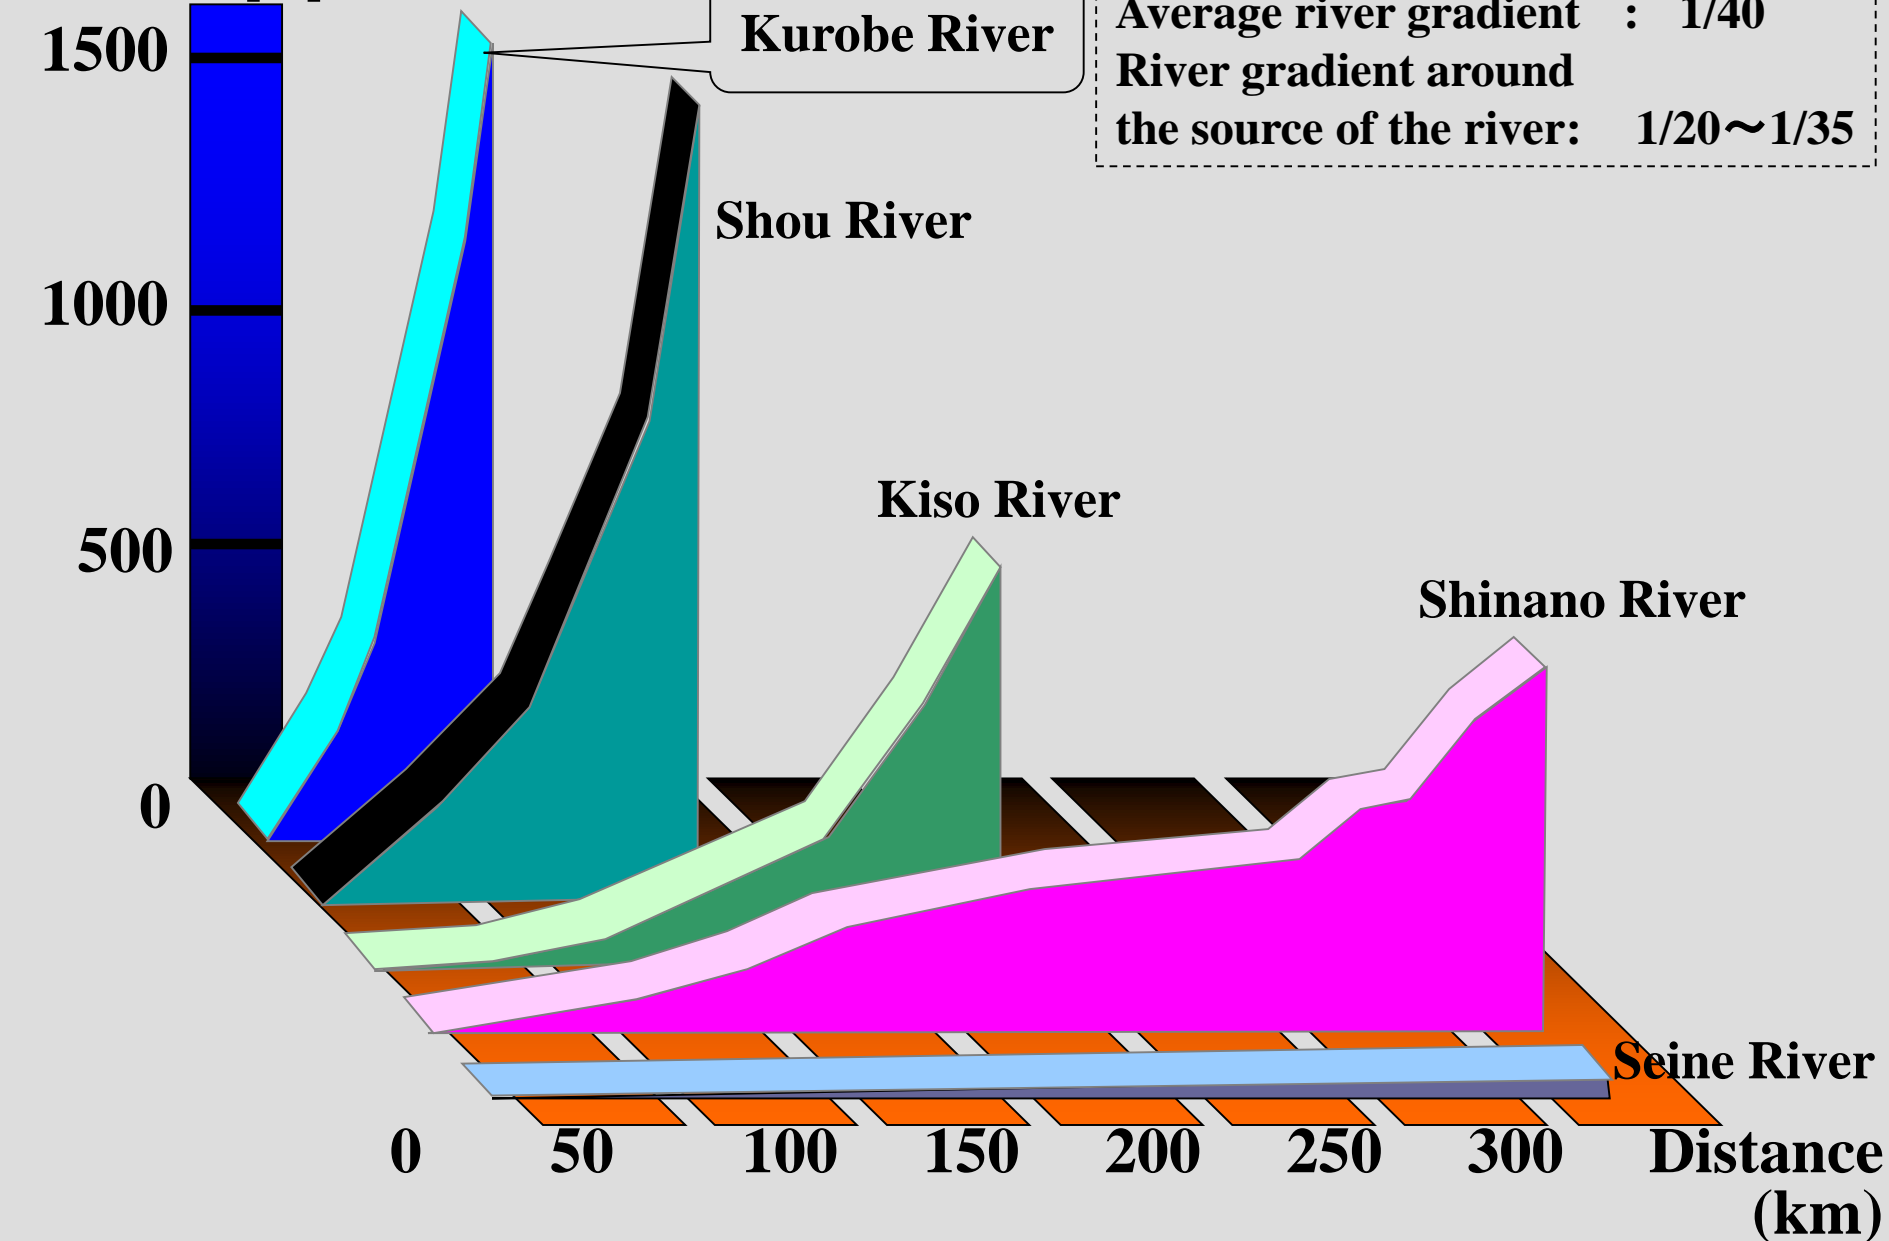 1500
Kurobe River
Average river gradient : 1/40
River gradient around
the source of the river: 1/20～1/35
Shou River
1000
Kiso River
500
Shinano River
0
Seine River
0 50 100 150 200 250 300 Distance
(km)